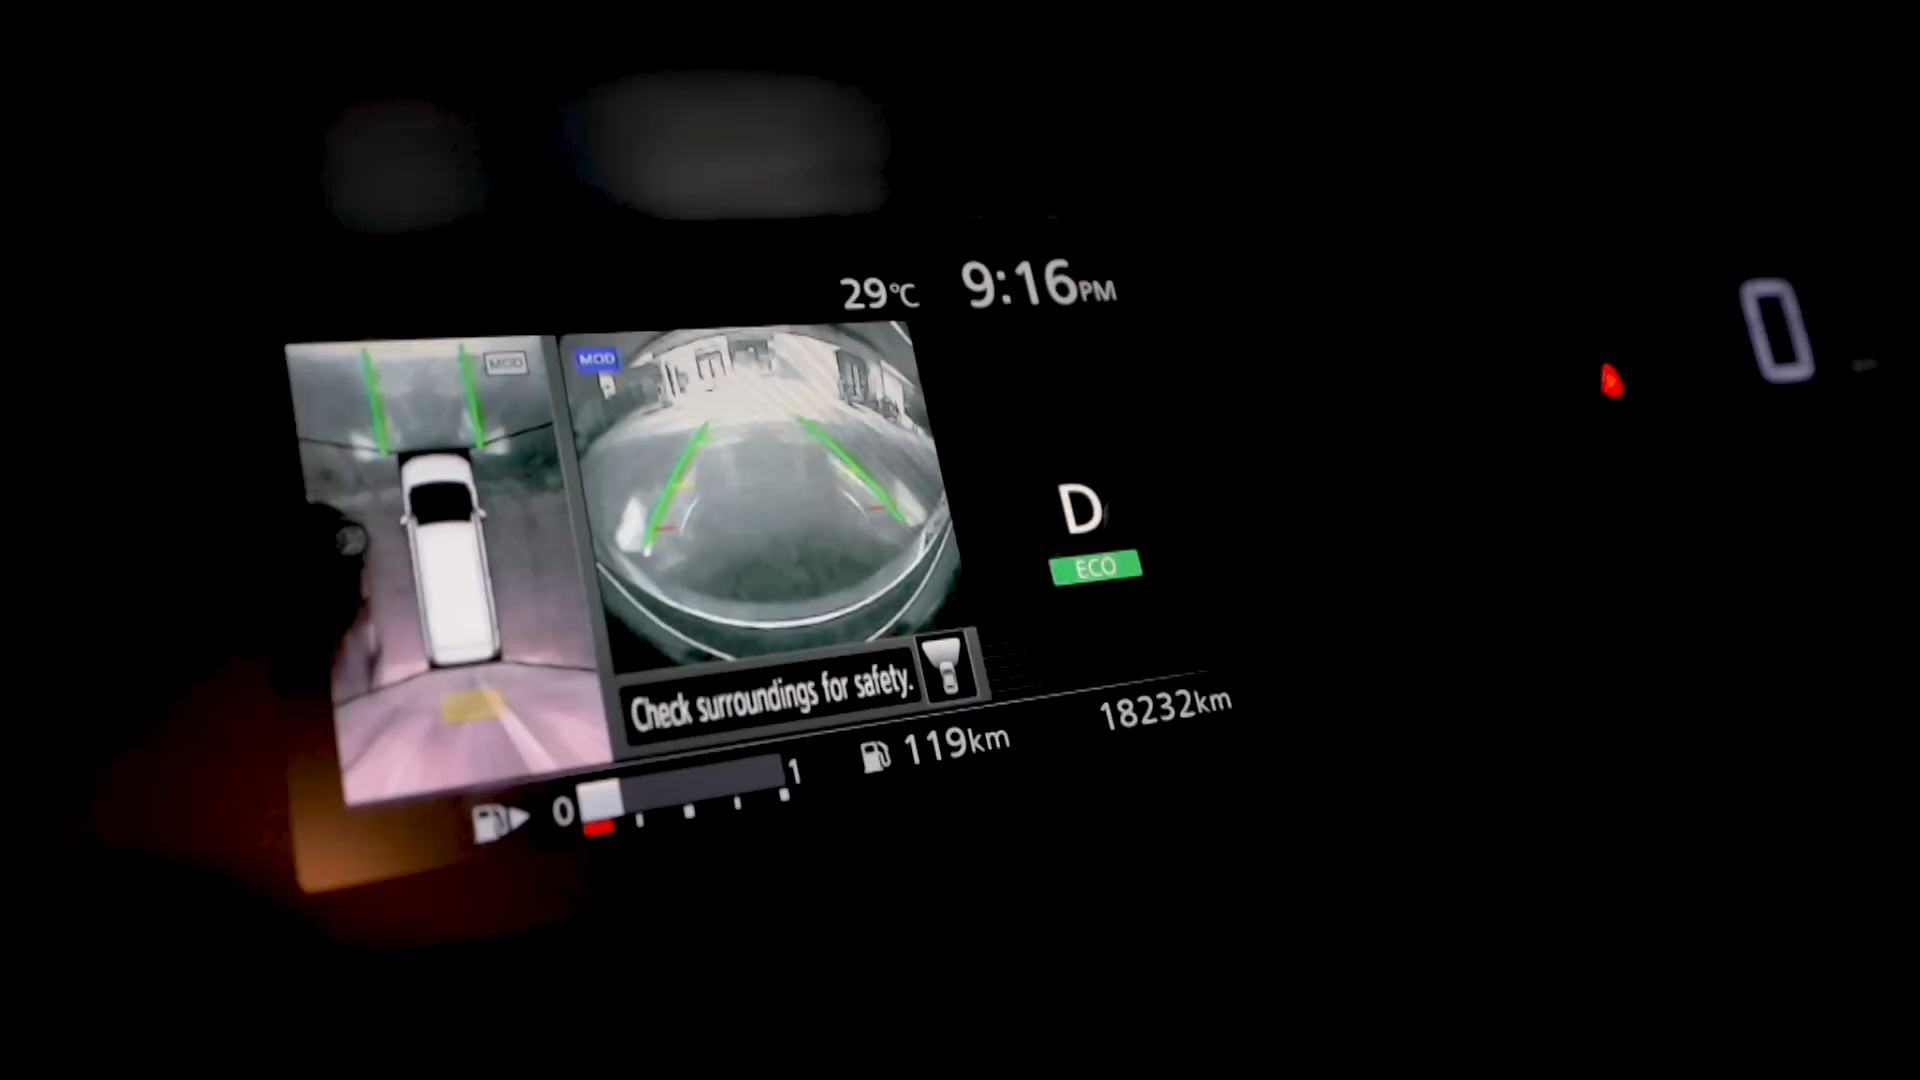 29°C 9:16PM
0
MOD MOD
D
ECO
Check surroundings for safety.
18232km
119km
0 1